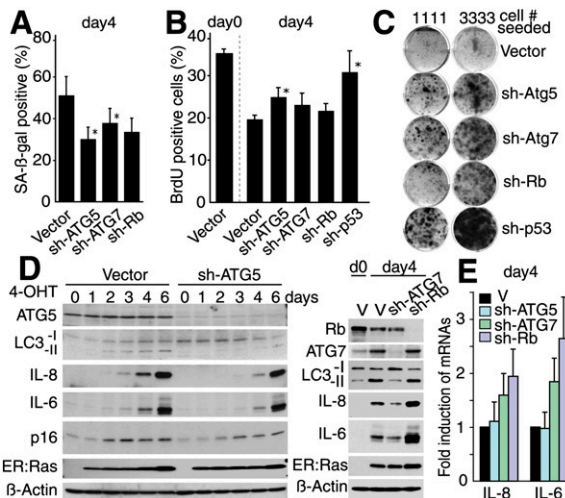 A
day4
SA-ß-gal positive (%)
80
60
40
20
0
*
*
Vector
sh-ATG5
sh-ATG7
sh-Rb
B
day0
day4
BrdU positive cells (%)
40
30
20
10
0
*
*
Vector
Vector
sh-ATG5
sh-ATG7
sh-Rb
sh-p53
C
1111 3333 cell # seeded
Vector
sh-Atg5
sh-Atg7
sh-Rb
sh-p53
D
Vector
sh-ATG5
4-OHT 0 1 2 3 4 6 0 1 2 3 4 6 days
ATG5
LC3 -I
-II
IL-8
IL-6
p16
ER:Ras
ß-Actin
d0 day4
V V sh-ATG7 sh-Rb
Rb
ATG7
LC3 -I
-II
IL-8
IL-6
ER:Ras
ß-Actin
E
day4
V
sh-ATG5
sh-ATG7
sh-Rb
Fold induction of mRNAs
3
2
1
0
IL-8 IL-6